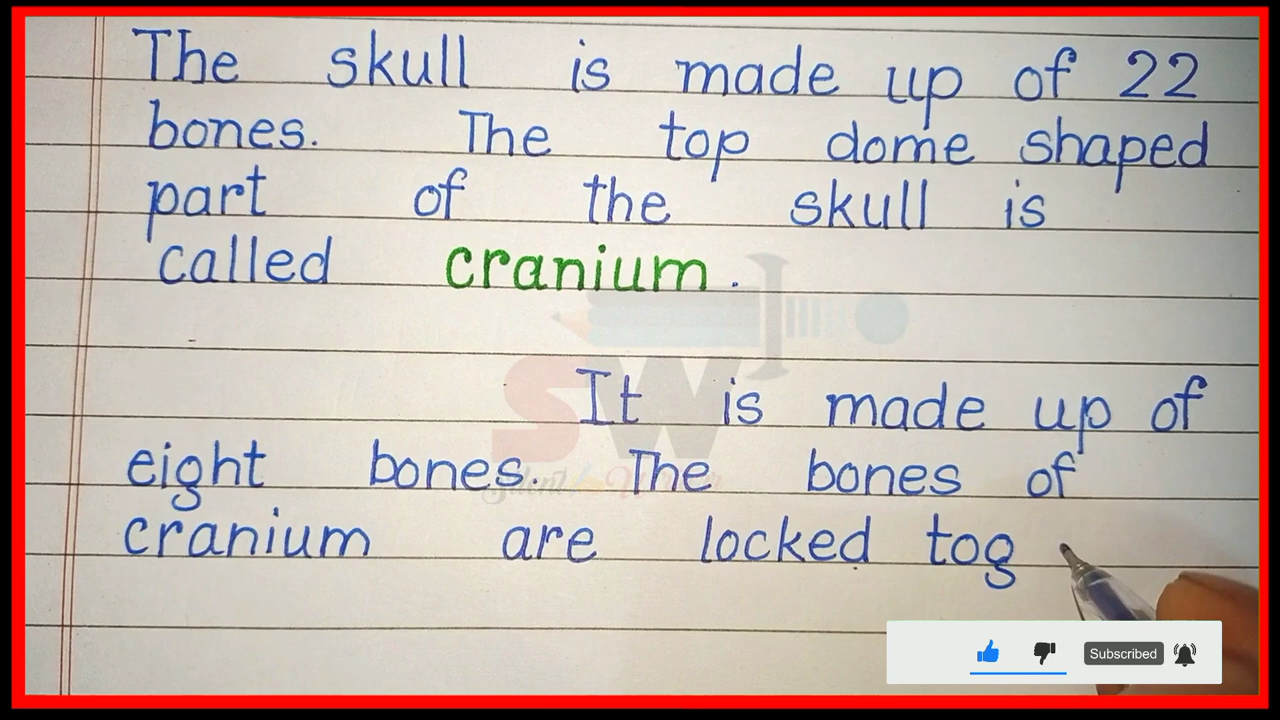 The skull is made up of 22
bones. The top dome shaped
part of the skull is
called cranium.
It is made up of
eight bones. The bones of
cranium are locked tog
SW
Subscribed